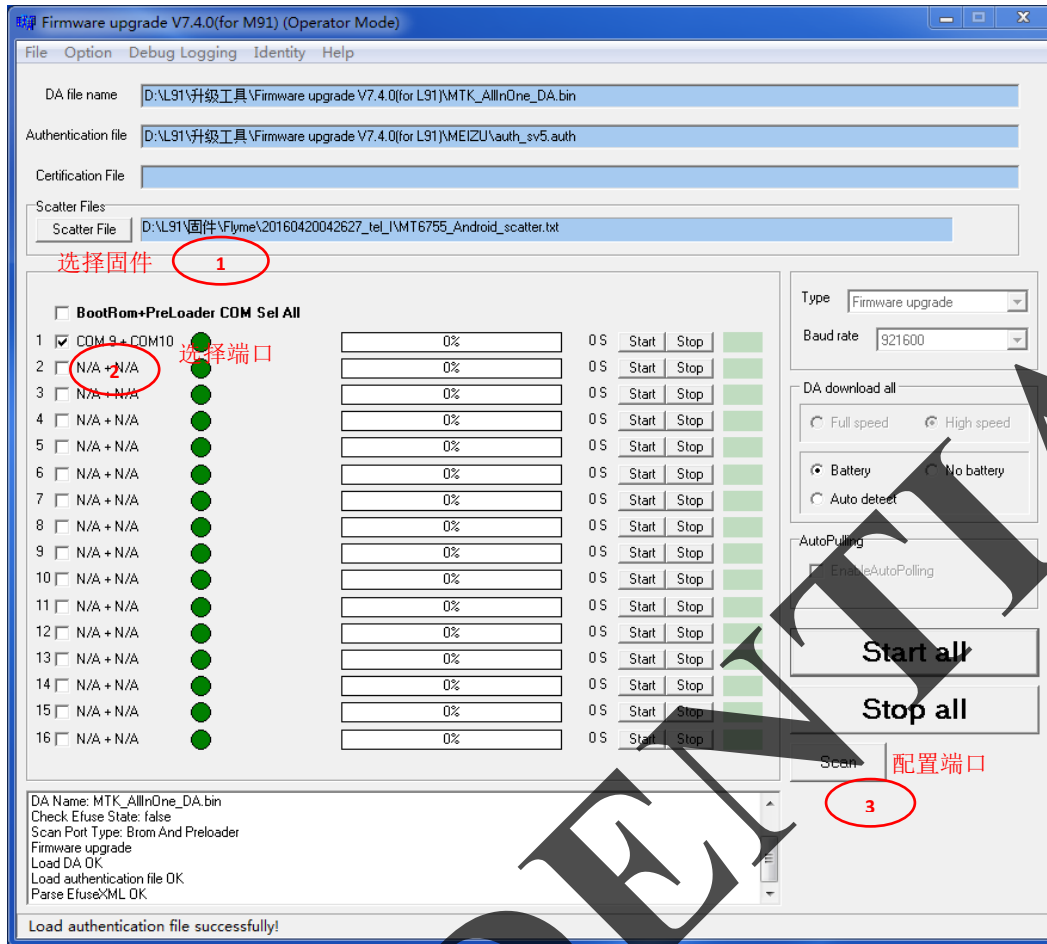 Firmware upgrade V7.4.0(for M91) (Operator Mode)
File Option Debug Logging Identity Help
DA file name D:\L91\升级工具\Firmware upgrade V7.4.0(for L91)\MTK_AllInOne_DA.bin
Authentication file D:\L91\升级工具\Firmware upgrade V7.4.0(for L91)\MEIZU\auth_sv5.auth
Certification File
Scatter Files
Scatter File D:\L91\固件\Flyme\20160420042627_tel_I\MT6755_Android_scatter.txt
选择固件 1
BootRom+PreLoader COM Sel All
1 COM 9 + COM10 0% 0 S Start Stop
选择端口
2 N/A + N/A 0% 0 S Start Stop
2
3 N/A + N/A 0% 0 S Start Stop
4 N/A + N/A 0% 0 S Start Stop
5 N/A + N/A 0% 0 S Start Stop
6 N/A + N/A 0% 0 S Start Stop
7 N/A + N/A 0% 0 S Start Stop
8 N/A + N/A 0% 0 S Start Stop
9 N/A + N/A 0% 0 S Start Stop
10 N/A + N/A 0% 0 S Start Stop
11 N/A + N/A 0% 0 S Start Stop
12 N/A + N/A 0% 0 S Start Stop
13 N/A + N/A 0% 0 S Start Stop
14 N/A + N/A 0% 0 S Start Stop
15 N/A + N/A 0% 0 S Start Stop
16 N/A + N/A 0% 0 S Start Stop
Type Firmware upgrade
Baud rate 921600
DA download all
Full speed High speed
Battery No battery
Auto detect
AutoPulling
EnableAutoPolling
Start all
Stop all
Scan 配置端口
3
DA Name: MTK_AllInOne_DA.bin
Check Efuse State: false
Scan Port Type: Brom And Preloader
Firmware upgrade
Load DA OK
Load authentication file OK
Parse EfuseXML OK
Load authentication file successfully!
DENTIA